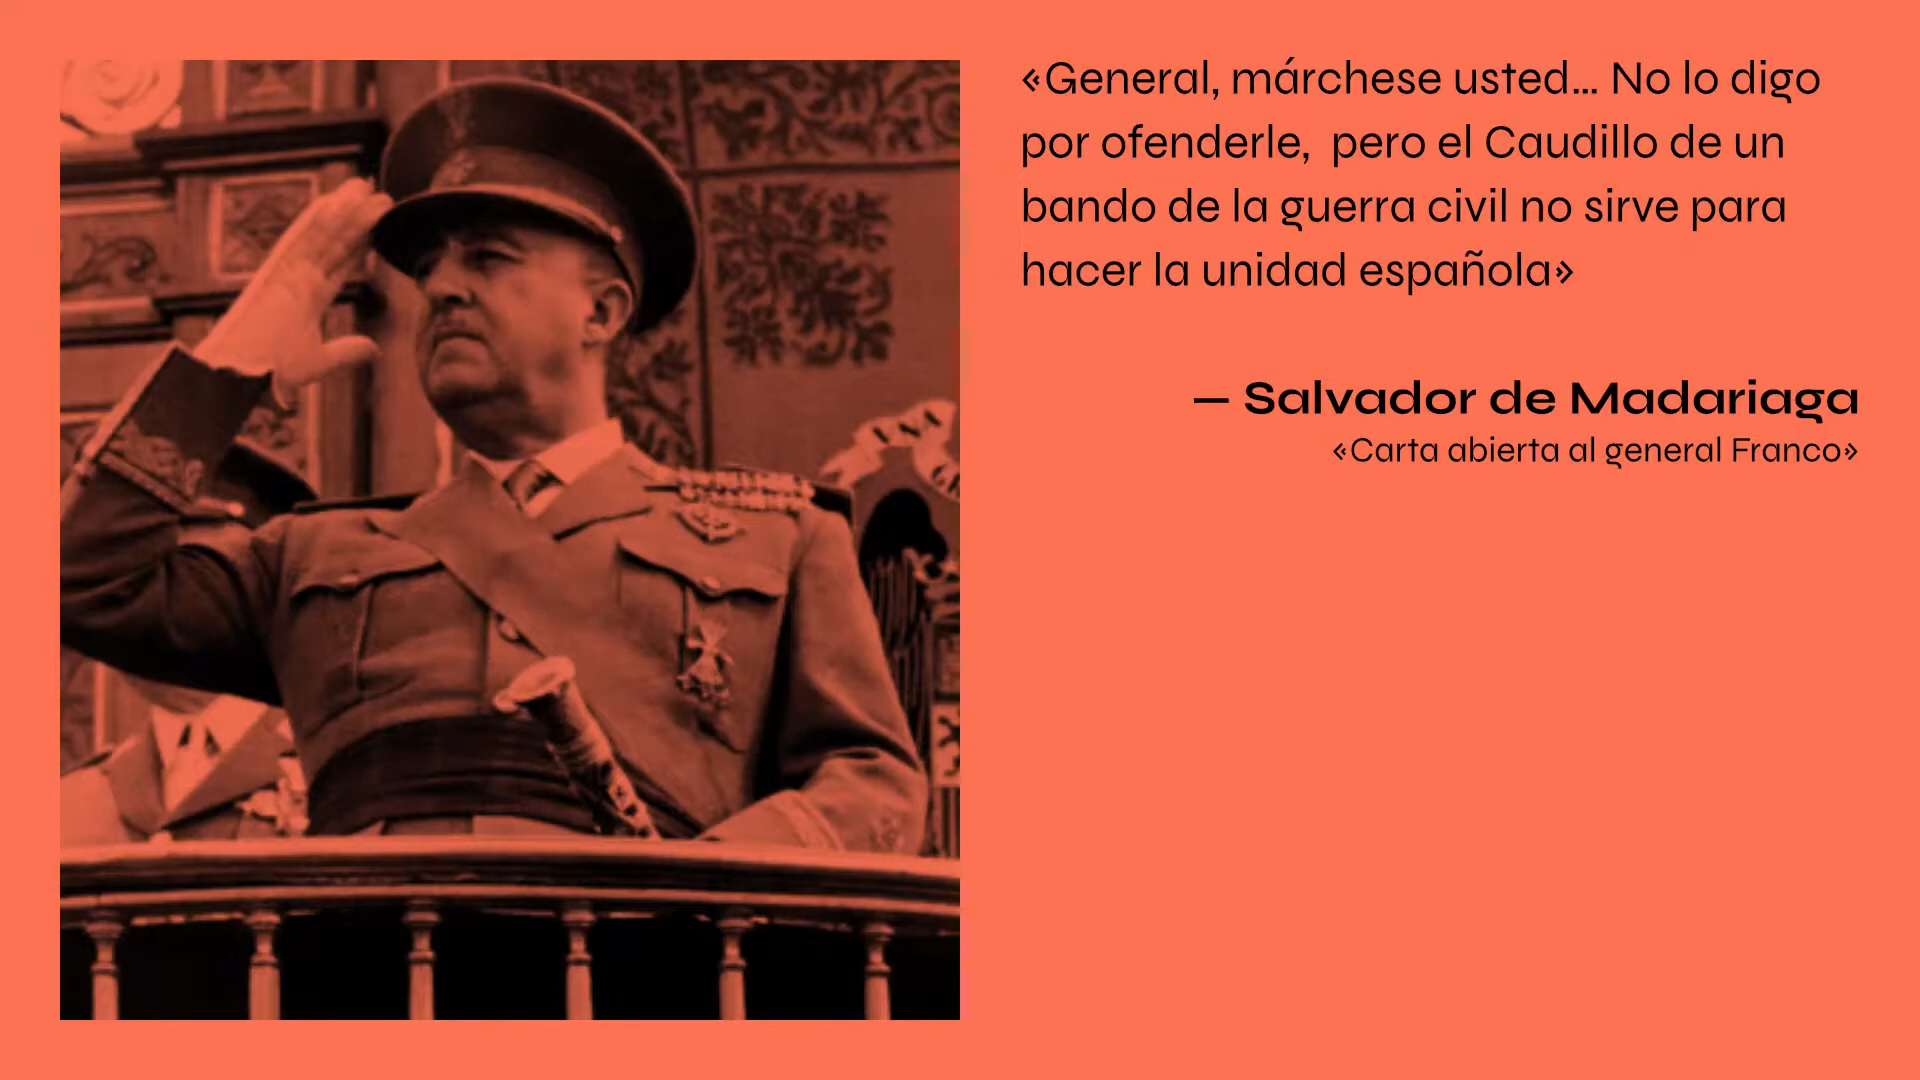 «General, márchese usted... No lo digo
por ofenderle,  pero el Caudillo de un
bando de la guerra civil no sirve para
hacer la unidad española»
— Salvador de Madariaga
«Carta abierta al general Franco»